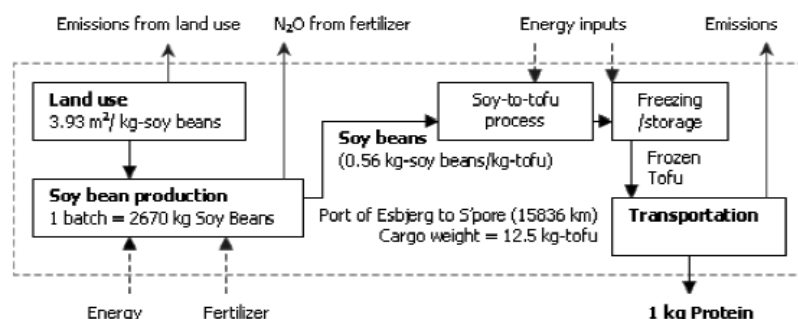 Emissions from land use
N₂O from fertilizer
Energy inputs
Emissions
Land use
3.93 m²/ kg-soy beans
Soy-to-tofu
process
Freezing
/storage
Soy beans
(0.56 kg-soy beans/kg-tofu)
Frozen
Tofu
Soy bean production
1 batch = 2670 kg Soy Beans
Port of Esbjerg to S'pore (15836 km)
Cargo weight = 12.5 kg-tofu
Transportation
Energy
Fertilizer
1 kg Protein